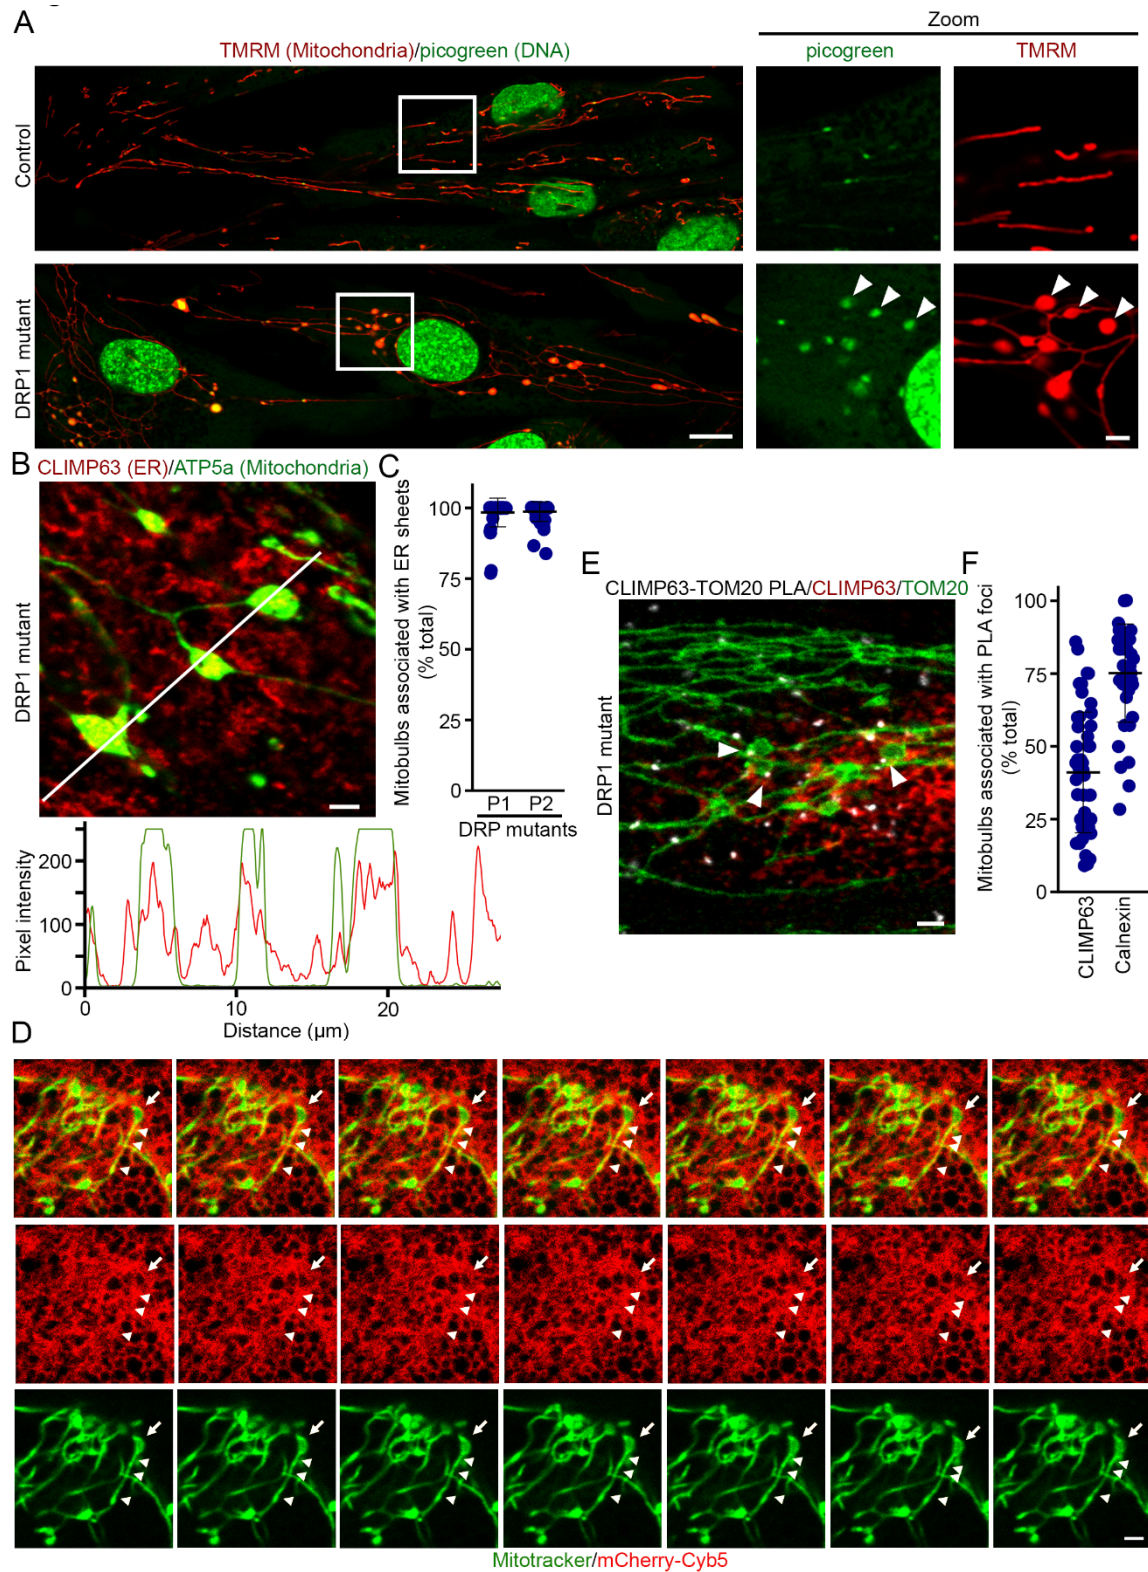 A
Zoom
TMRM (Mitochondria)/picogreen (DNA)
picogreen
TMRM
Control
DRP1 mutant
B
CLIMP63 (ER)/ATP5a (Mitochondria)
DRP1 mutant
Pixel intensity
200
100
0
0
10
20
Distance (µm)
C
Mitobulbs associated with ER sheets
(% total)
100
75
50
25
0
P1
P2
DRP mutants
E
CLIMP63-TOM20 PLA/CLIMP63/TOM20
DRP1 mutant
F
Mitobulbs associated with PLA foci
(% total)
100
75
50
25
0
CLIMP63
Calnexin
D
Mitotracker/mCherry-Cyb5